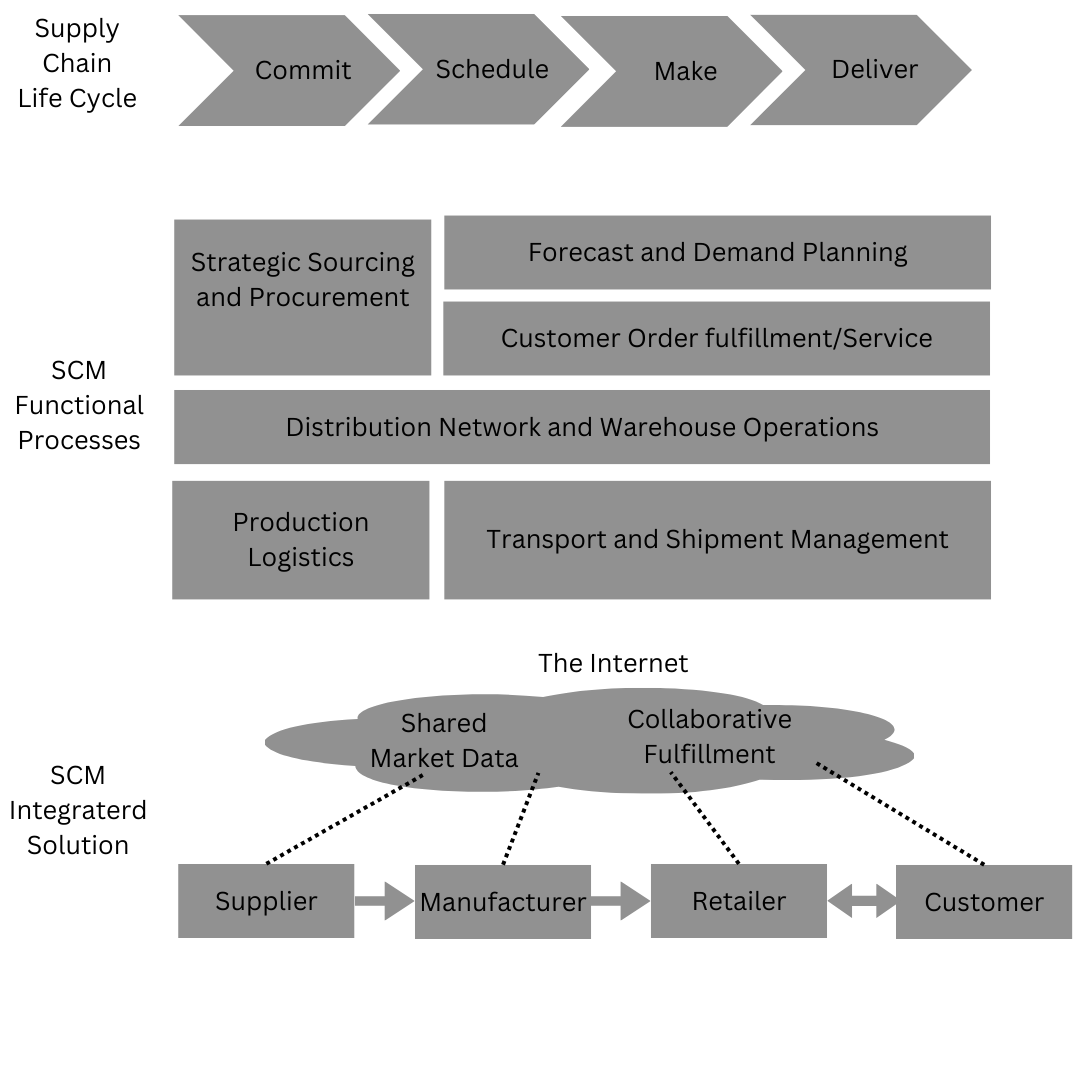 Supply
Chain
Life Cycle
Commit
Schedule
Make
Deliver
SCM
Functional
Processes
Strategic Sourcing
and Procurement
Forecast and Demand Planning
Customer Order fulfillment/Service
Distribution Network and Warehouse Operations
Production
Logistics
Transport and Shipment Management
The Internet
Shared
Market Data
Collaborative
Fulfillment
SCM
Integraterd
Solution
Supplier
Manufacturer
Retailer
Customer